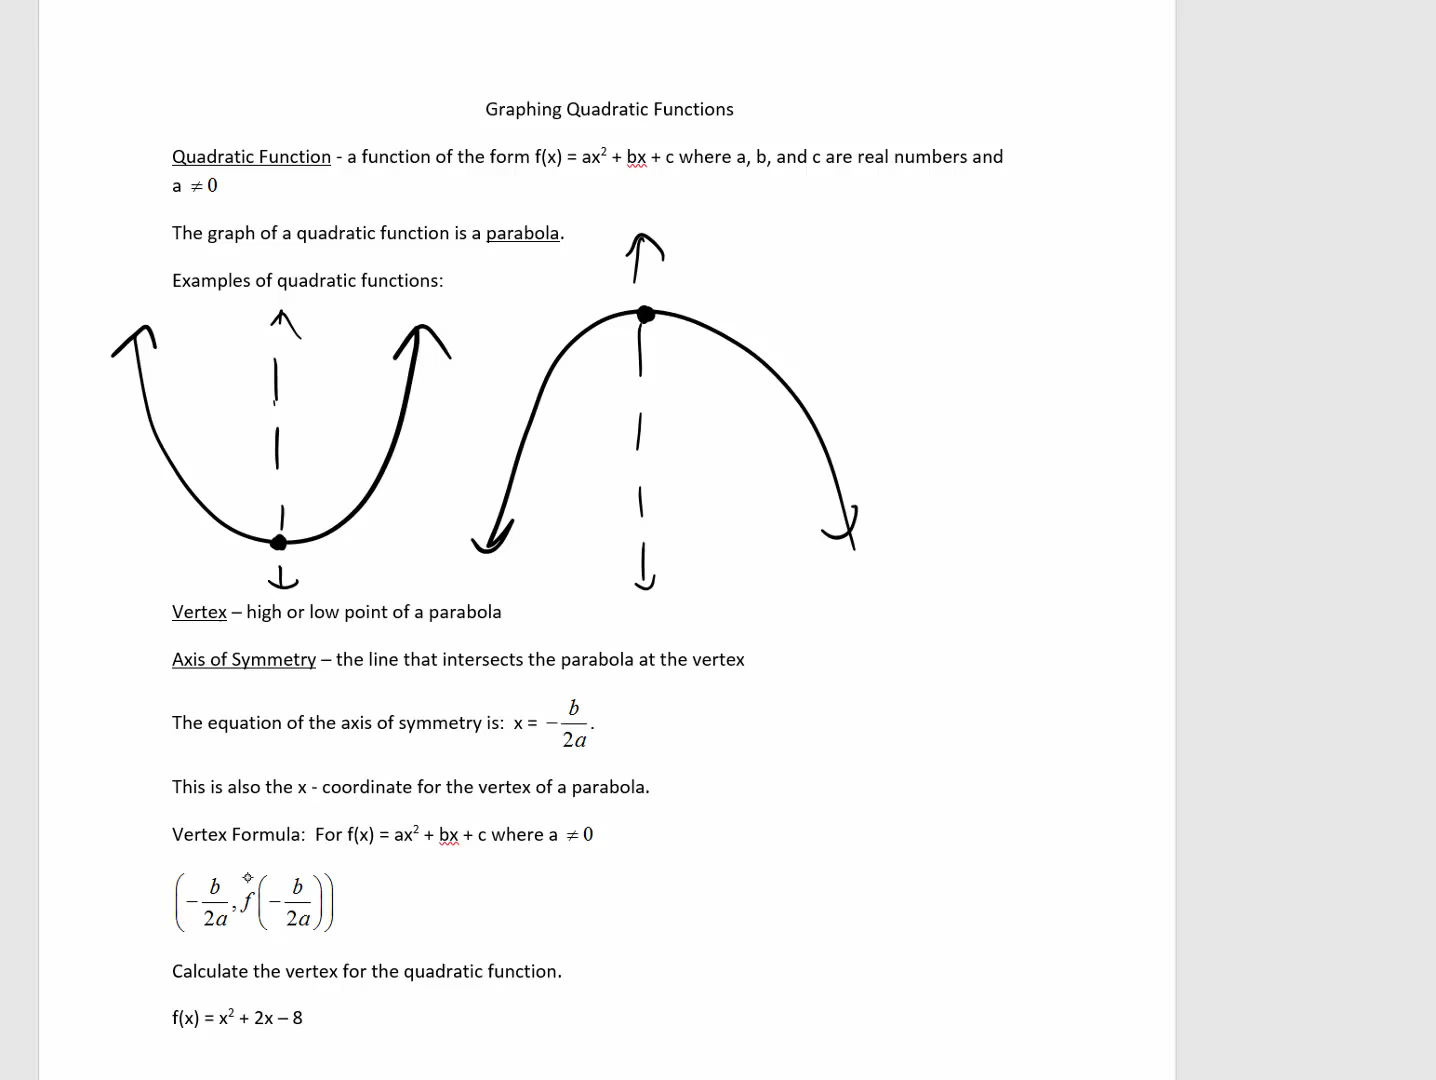 Graphing Quadratic Functions
Quadratic Function - a function of the form f(x) = ax² + bx + c where a, b, and c are real numbers and
a ≠ 0
The graph of a quadratic function is a parabola.
Examples of quadratic functions:
Vertex – high or low point of a parabola
Axis of Symmetry – the line that intersects the parabola at the vertex
The equation of the axis of symmetry is: x = −b/2a.
This is also the x - coordinate for the vertex of a parabola.
Vertex Formula: For f(x) = ax² + bx + c where a ≠ 0
(−b/2a, f(−b/2a))
Calculate the vertex for the quadratic function.
f(x) = x² + 2x – 8